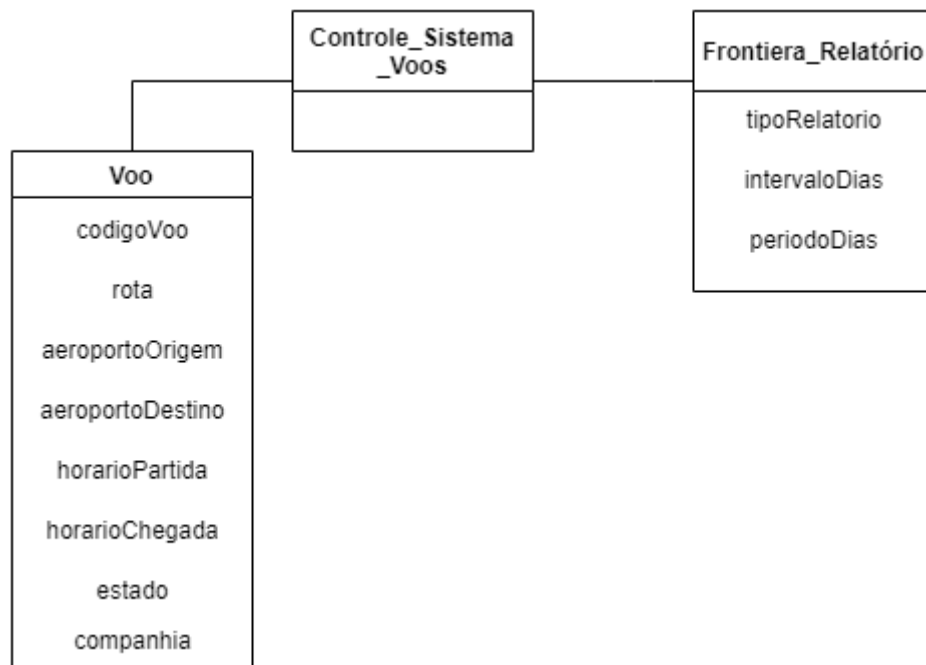 Controle_Sistema
_Voos
Frontiera_Relatório
tipoRelatorio
intervaloDias
periodoDias
Voo
codigoVoo
rota
aeroportoOrigem
aeroportoDestino
horarioPartida
horarioChegada
estado
companhia